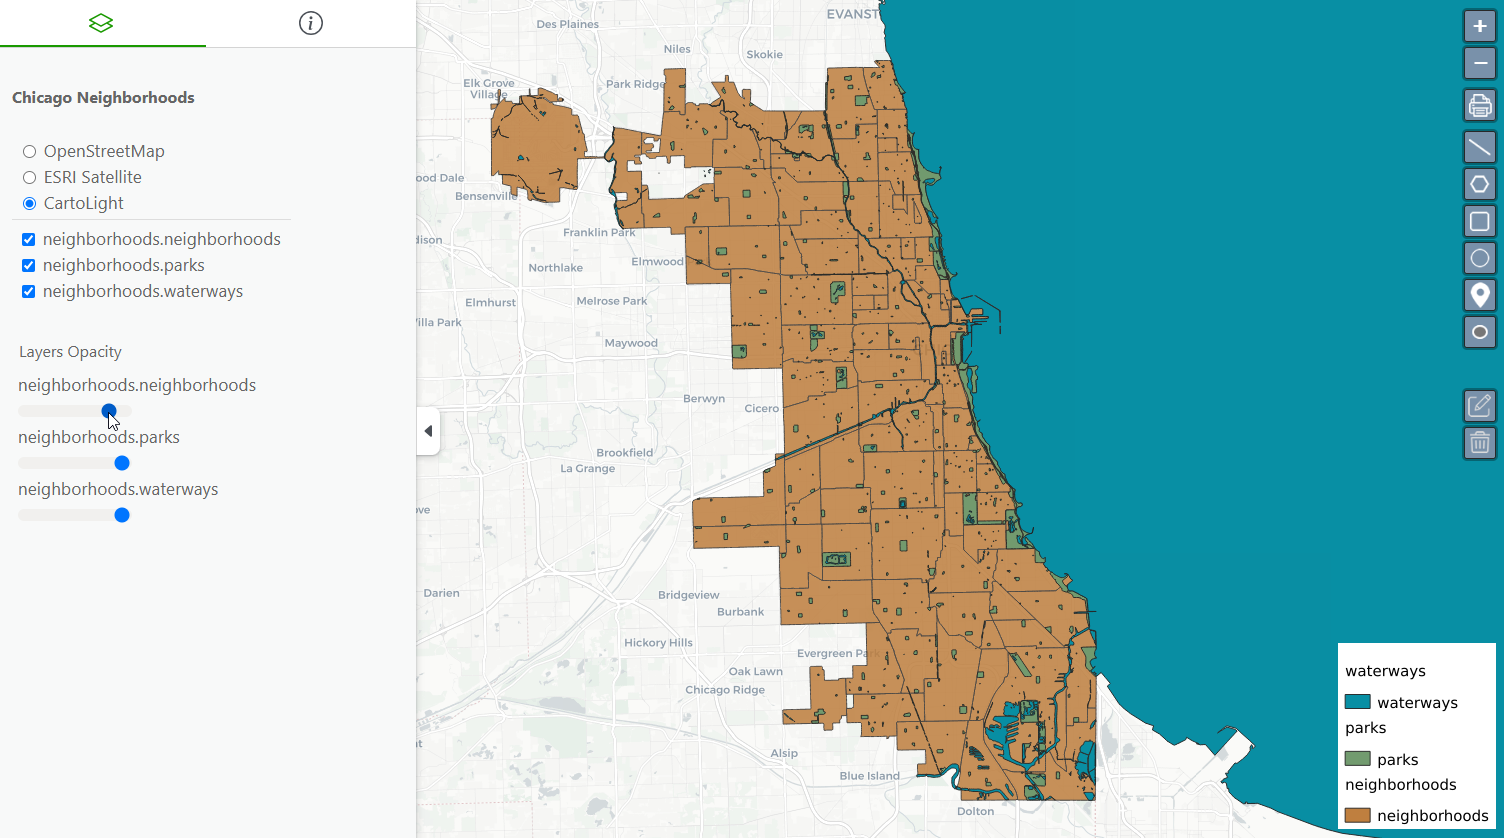 Chicago Neighborhoods
OpenStreetMap
ESRI Satellite
CartoLight
neighborhoods.neighborhoods
neighborhoods.parks
neighborhoods.waterways
Layers Opacity
neighborhoods.neighborhoods
neighborhoods.parks
neighborhoods.waterways
EVANST
Des Plaines
Niles
Skokie
Elk Grove
Village
Park Ridge
ood Dale
Bensenville
Franklin Park
dison
Elmwood
Northlake
Elmhurst
Melrose Park
illa Park
Maywood
Berwyn
Cicero
Brookfield
La Grange
ove
Darien
Bridgeview
Burbank
Hickory Hills
Evergreen Park
Oak Lawn
Chicago Ridge
nt
Alsip
Blue Island
Dolton
waterways
waterways
parks
parks
neighborhoods
neighborhoods